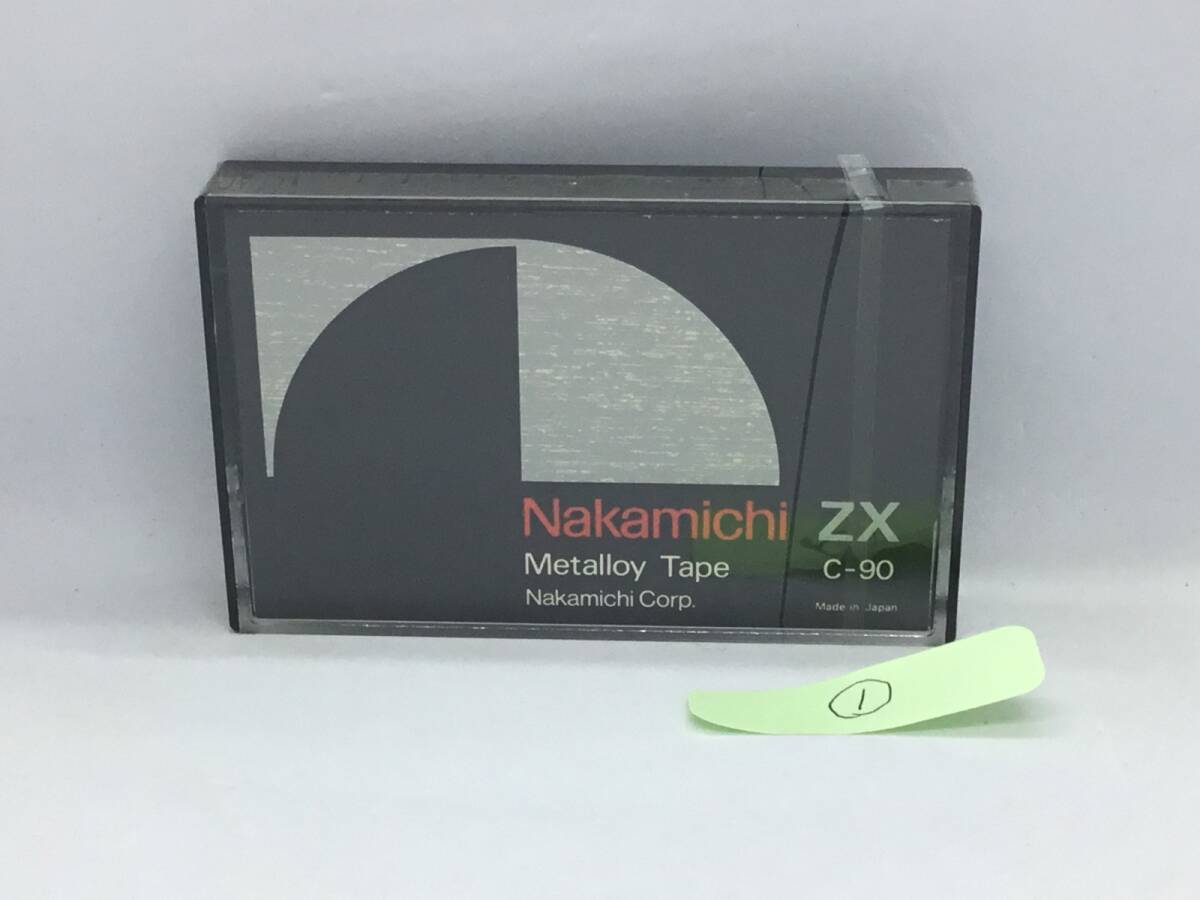 Nakamichi ZX
Metalloy Tape C-90
Nakamichi Corp.
Made in Japan
①